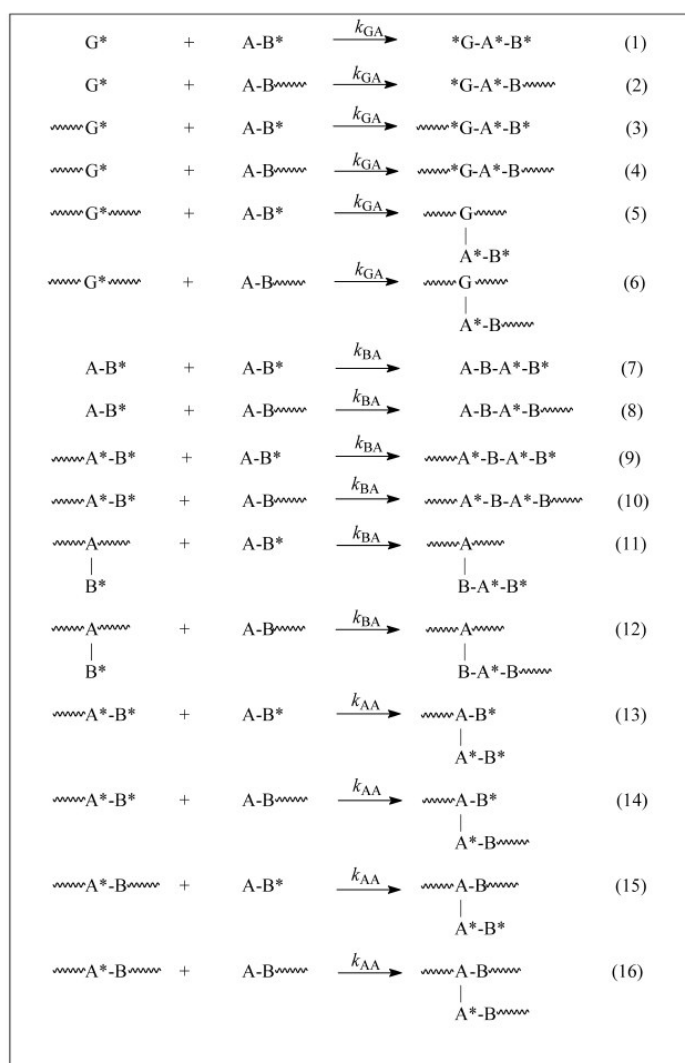 G* + A-B* kGA *G-A*-B* (1)
G* + A-B kGA *G-A*-B (2)
G* + A-B* kGA *G-A*-B* (3)
G* + A-B kGA *G-A*-B (4)
G* + A-B* kGA G (5)
A*-B*
G* + A-B kGA G (6)
A*-B
A-B* + A-B* kBA A-B-A*-B* (7)
A-B* + A-B kBA A-B-A*-B (8)
A*-B* + A-B* kBA A*-B-A*-B* (9)
A*-B* + A-B kBA A*-B-A*-B (10)
A + A-B* kBA A (11)
B* B-A*-B*
A + A-B kBA A (12)
B* B-A*-B
A*-B* + A-B* kAA A-B* (13)
A*-B*
A*-B* + A-B kAA A-B* (14)
A*-B
A*-B + A-B* kAA A-B (15)
A*-B*
A*-B + A-B kAA A-B (16)
A*-B